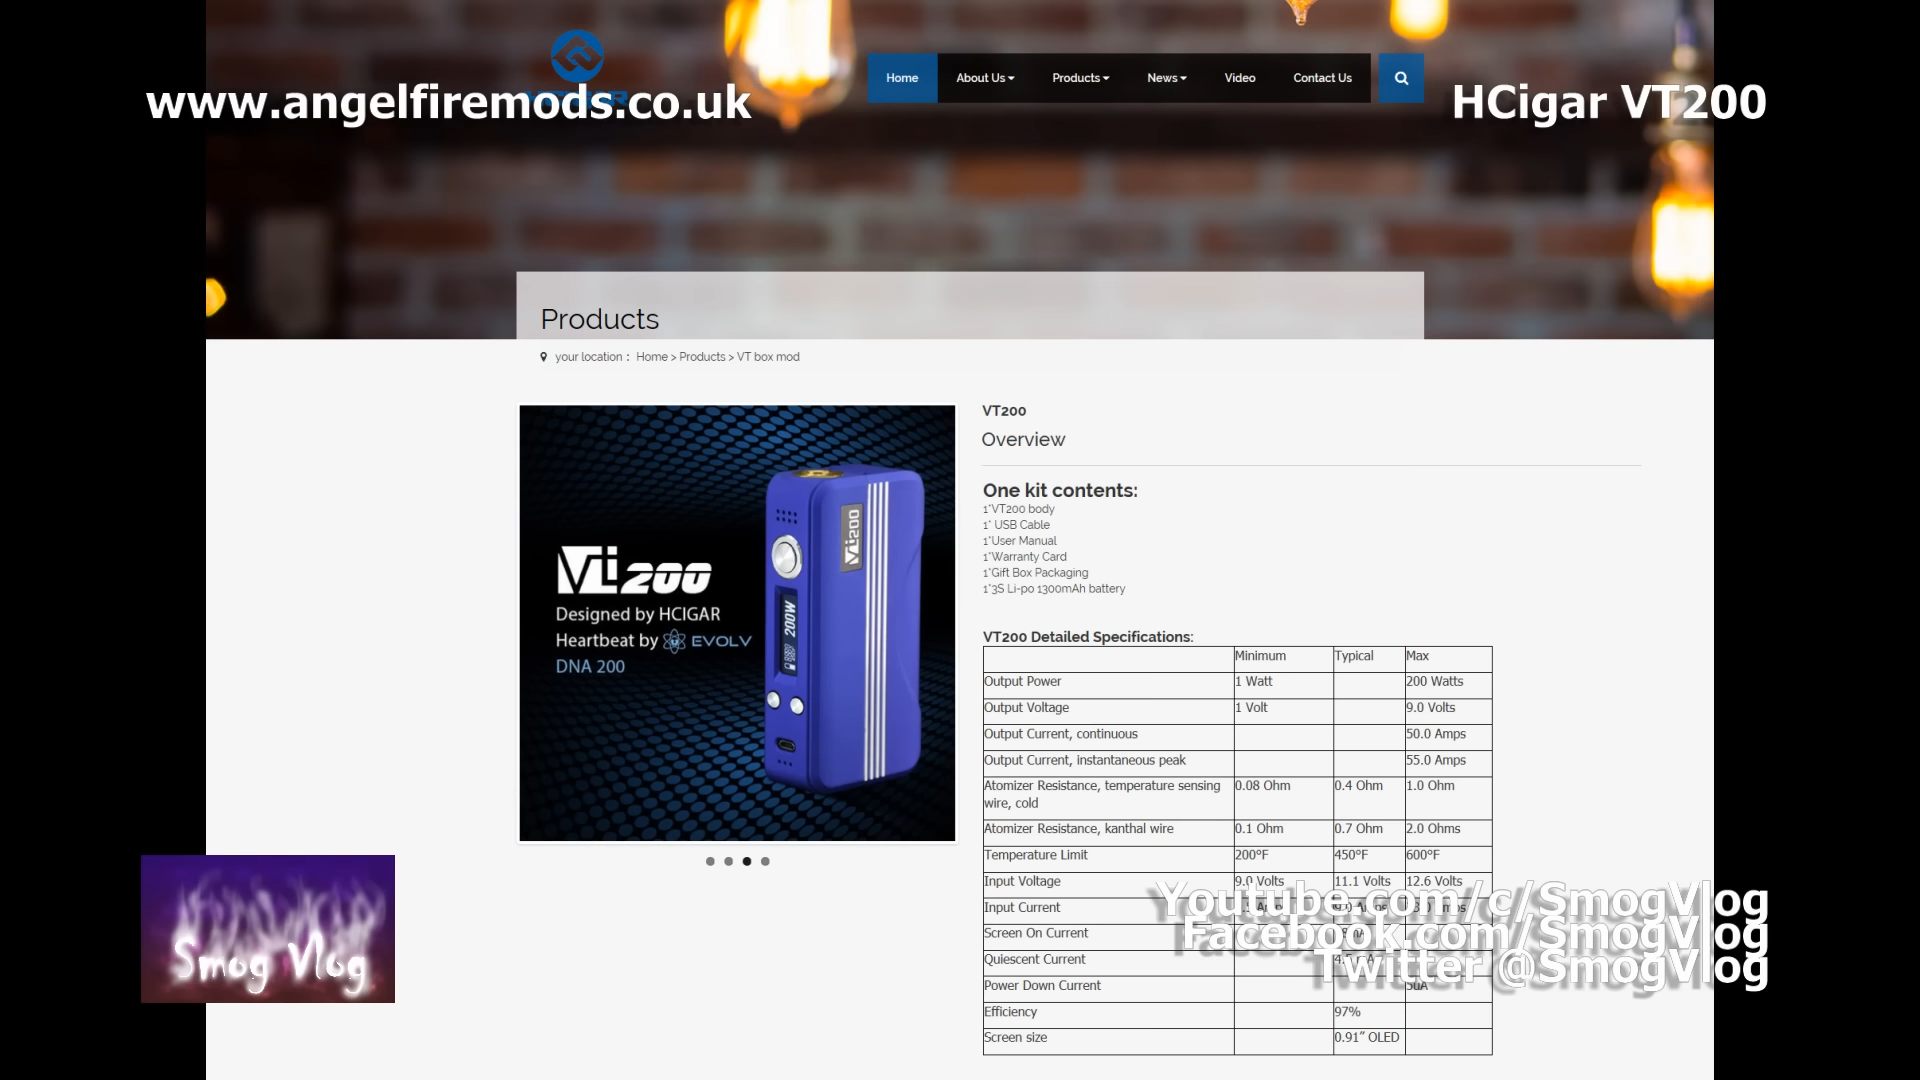 Home About Us Products News Video Contact Us
www.angelfiremods.co.uk
HCigar VT200
Products
your location : Home > Products > VT box mod
VT200
Overview
One kit contents:
1*VT200 body
1* USB Cable
1*User Manual
1*Warranty Card
1*Gift Box Packaging
1*3S Li-po 1300mAh battery
VTi200
Designed by HCIGAR
Heartbeat by EVOLV
DNA 200
VTi200
200W
VT200 Detailed Specifications:
Minimum Typical Max
Output Power 1 Watt 200 Watts
Output Voltage 1 Volt 9.0 Volts
Output Current, continuous 50.0 Amps
Output Current, instantaneous peak 55.0 Amps
Atomizer Resistance, temperature sensing wire, cold 0.08 Ohm 0.4 Ohm 1.0 Ohm
Atomizer Resistance, kanthal wire 0.1 Ohm 0.7 Ohm 2.0 Ohms
Temperature Limit 200°F 450°F 600°F
Input Voltage 9.0 Volts 11.1 Volts 12.6 Volts
Input Current
Screen On Current
Quiescent Current
Power Down Current 5uA
Efficiency 97%
Screen size 0.91” OLED
Youtube.com/c/SmogVlog
Facebook.com/SmogVlog
Twitter @SmogVlog
Smog Vlog